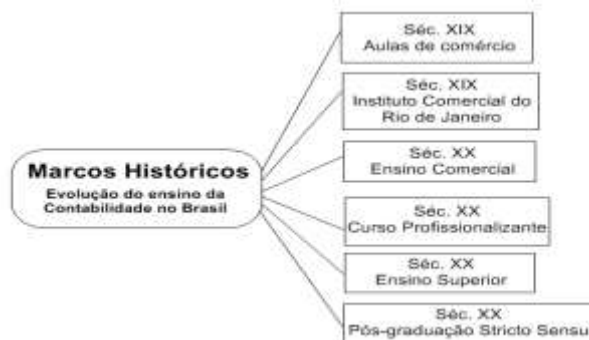 Séc. XIX
Aulas de comércio
Séc. XIX
Instituto Comercial do
Rio de Janeiro
Marcos Históricos
Evolução do ensino da
Contabilidade no Brasil
Séc. XX
Ensino Comercial
Séc. XX
Curso Profissionalizante
Séc. XX
Ensino Superior
Séc. XX
Pós-graduação Stricto Sensu